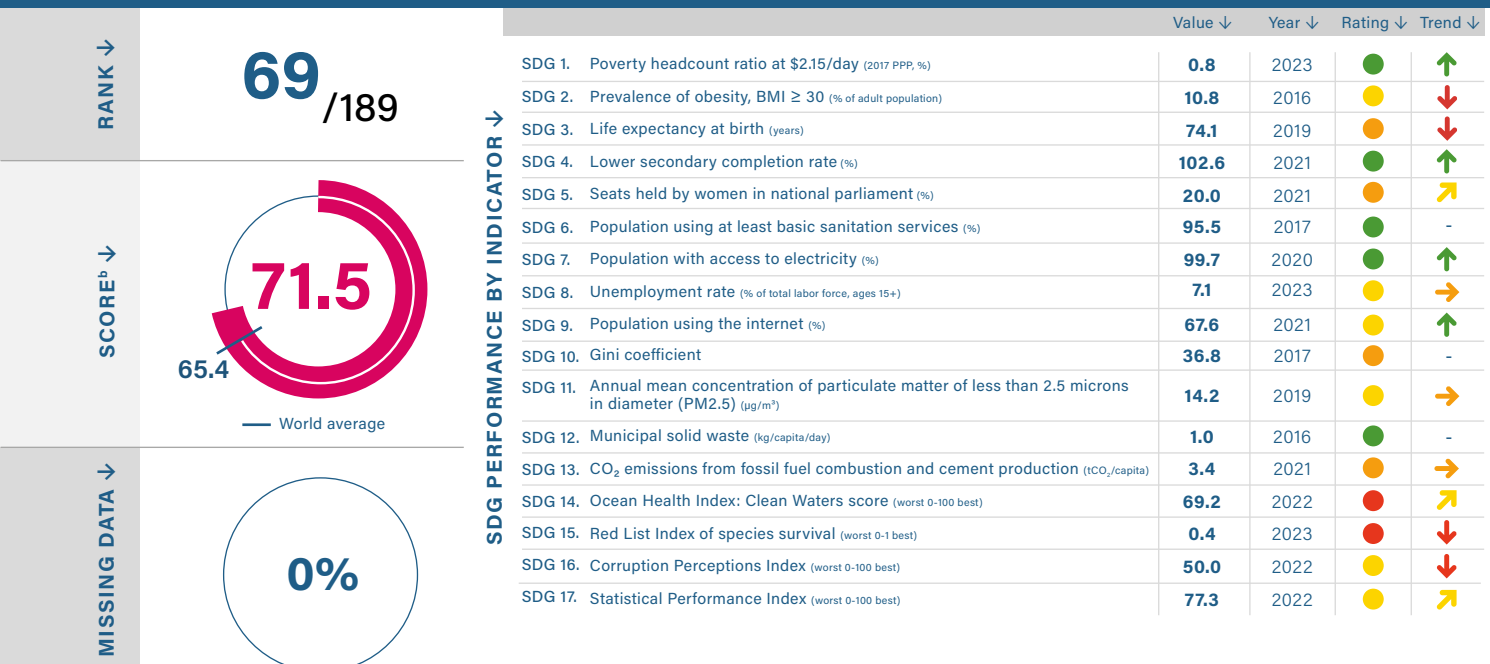 RANK →
69/189
SCOREᵇ →
71.5
65.4
World average
MISSING DATA →
0%
SDG PERFORMANCE BY INDICATOR →
Value ↓ Year ↓ Rating ↓ Trend ↓
SDG 1. Poverty headcount ratio at $2.15/day (2017 PPP, %) 0.8 2023 ↑
SDG 2. Prevalence of obesity, BMI ≥ 30 (% of adult population) 10.8 2016 ↓
SDG 3. Life expectancy at birth (years) 74.1 2019 ↓
SDG 4. Lower secondary completion rate (%) 102.6 2021 ↑
SDG 5. Seats held by women in national parliament (%) 20.0 2021 ↗
SDG 6. Population using at least basic sanitation services (%) 95.5 2017 -
SDG 7. Population with access to electricity (%) 99.7 2020 ↑
SDG 8. Unemployment rate (% of total labor force, ages 15+) 7.1 2023 →
SDG 9. Population using the internet (%) 67.6 2021 ↑
SDG 10. Gini coefficient 36.8 2017 -
SDG 11. Annual mean concentration of particulate matter of less than 2.5 microns
in diameter (PM2.5) (µg/m³) 14.2 2019 →
SDG 12. Municipal solid waste (kg/capita/day) 1.0 2016 -
SDG 13. CO₂ emissions from fossil fuel combustion and cement production (tCO₂/capita) 3.4 2021 →
SDG 14. Ocean Health Index: Clean Waters score (worst 0-100 best) 69.2 2022 ↗
SDG 15. Red List Index of species survival (worst 0-1 best) 0.4 2023 ↓
SDG 16. Corruption Perceptions Index (worst 0-100 best) 50.0 2022 ↓
SDG 17. Statistical Performance Index (worst 0-100 best) 77.3 2022 ↗